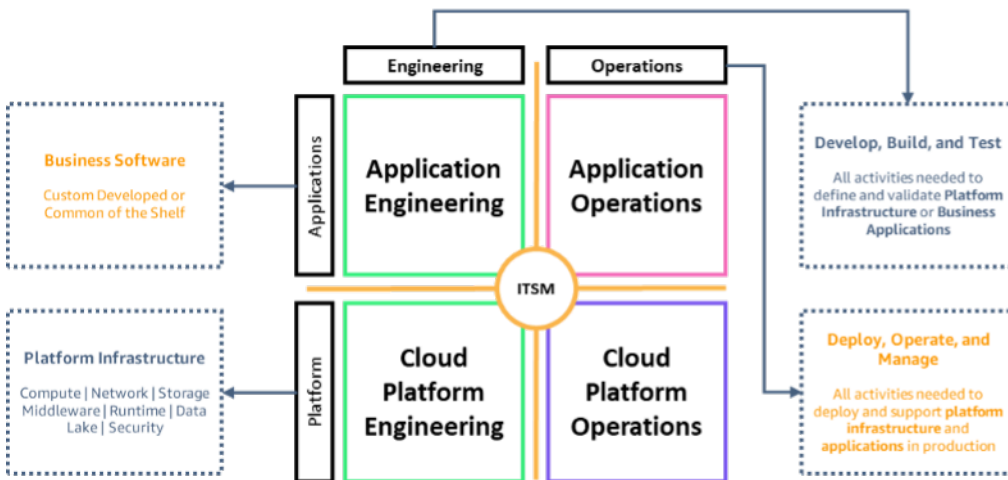 Engineering
Operations
Business Software
Custom Developed or
Common of the Shelf
Applications
Application
Engineering
Application
Operations
Develop, Build, and Test
All activities needed to
define and validate Platform
Infrastructure or Business
Applications
ITSM
Platform Infrastructure
Compute | Network | Storage
Middleware | Runtime | Data
Lake | Security
Platform
Cloud
Platform
Engineering
Cloud
Platform
Operations
Deploy, Operate, and
Manage
All activities needed to
deploy and support platform
infrastructure and
applications in production